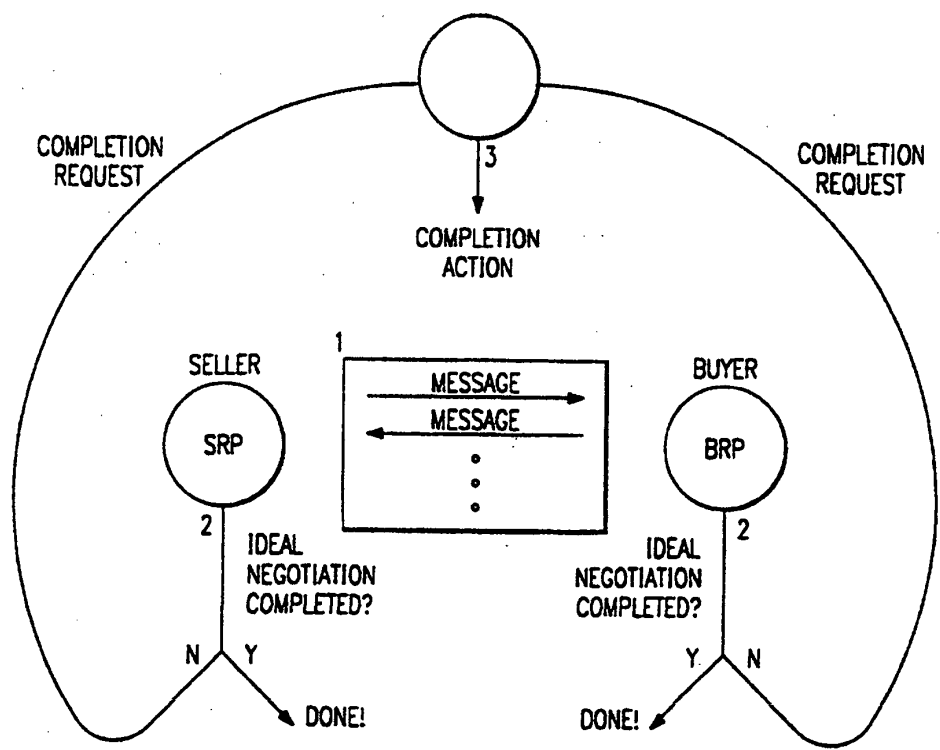 COMPLETION
REQUEST
COMPLETION
REQUEST
3
COMPLETION
ACTION
1
SELLER
BUYER
MESSAGE
MESSAGE
SRP
BRP
2
2
IDEAL
NEGOTIATION
COMPLETED?
IDEAL
NEGOTIATION
COMPLETED?
N Y
Y N
DONE!
DONE!